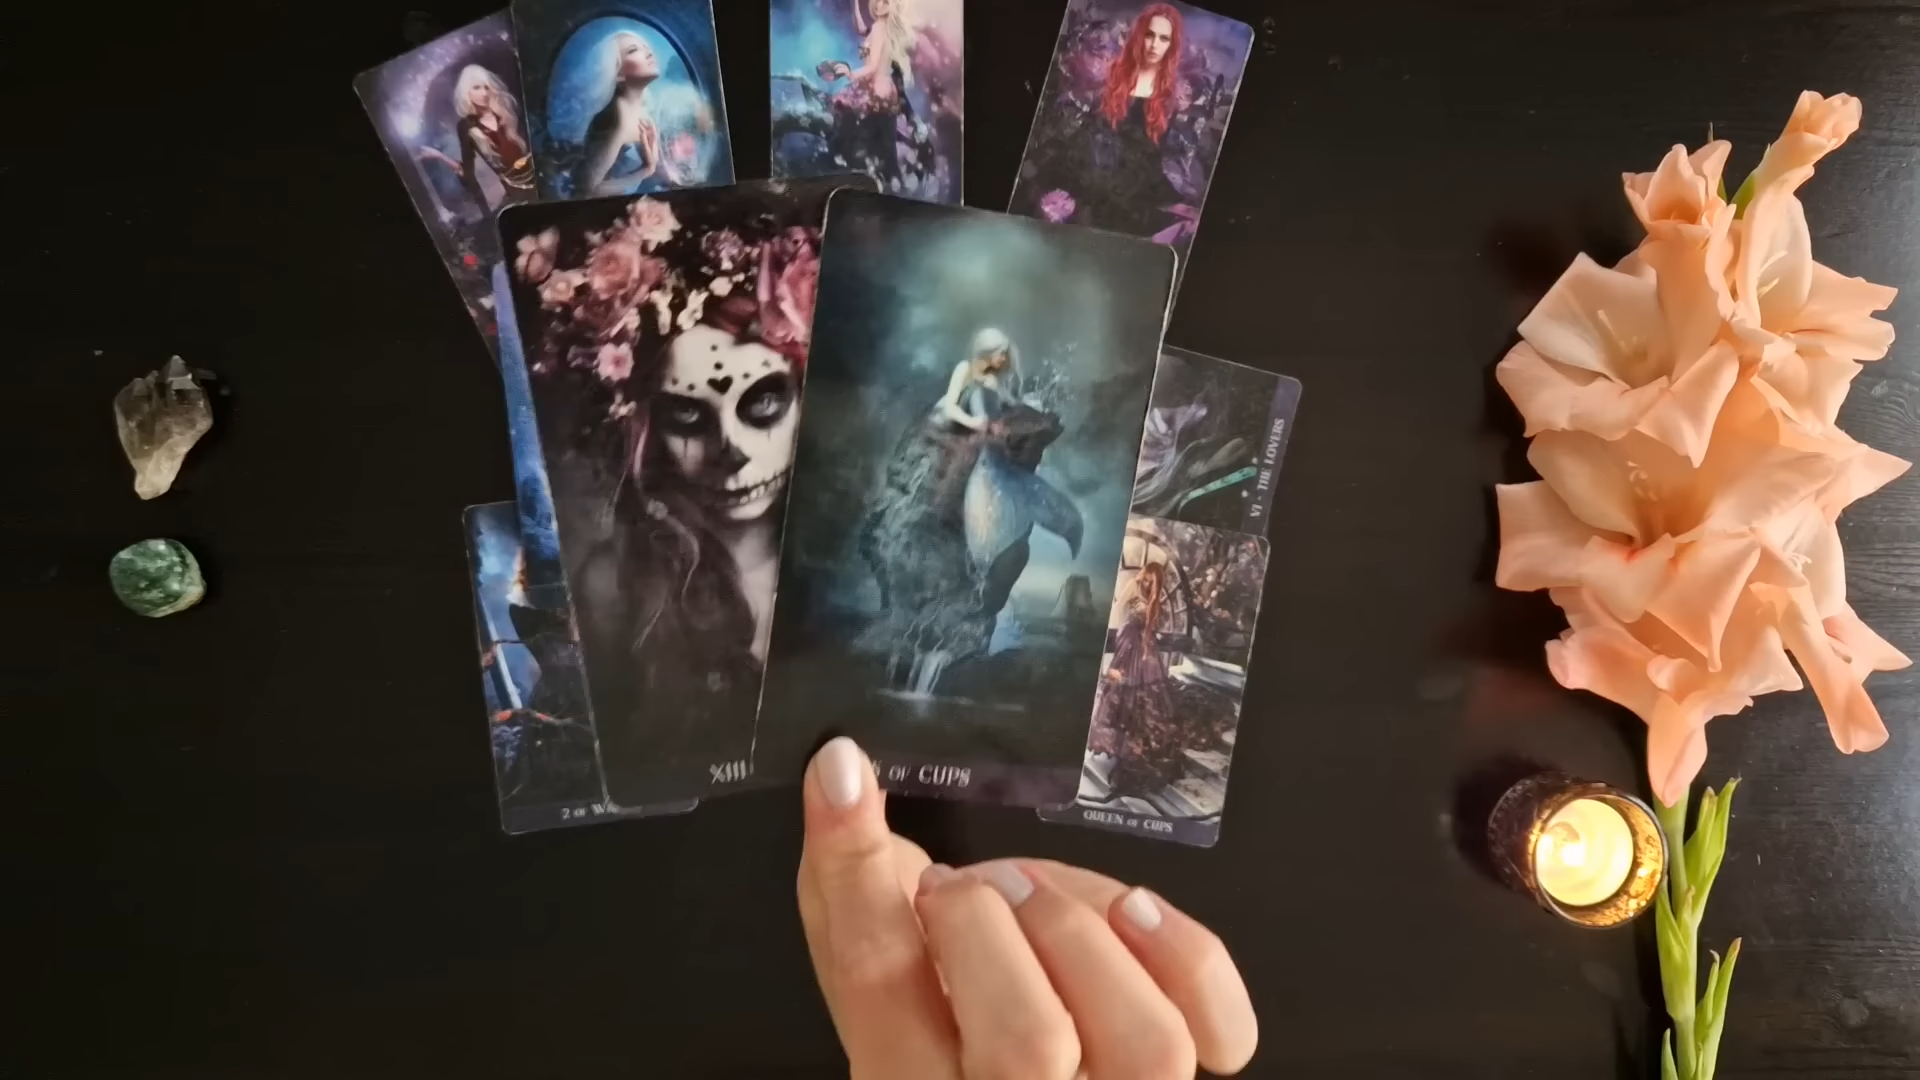 VI · THE LOVERS
XIII
OF CUPS
2 OF
QUEEN OF CUPS